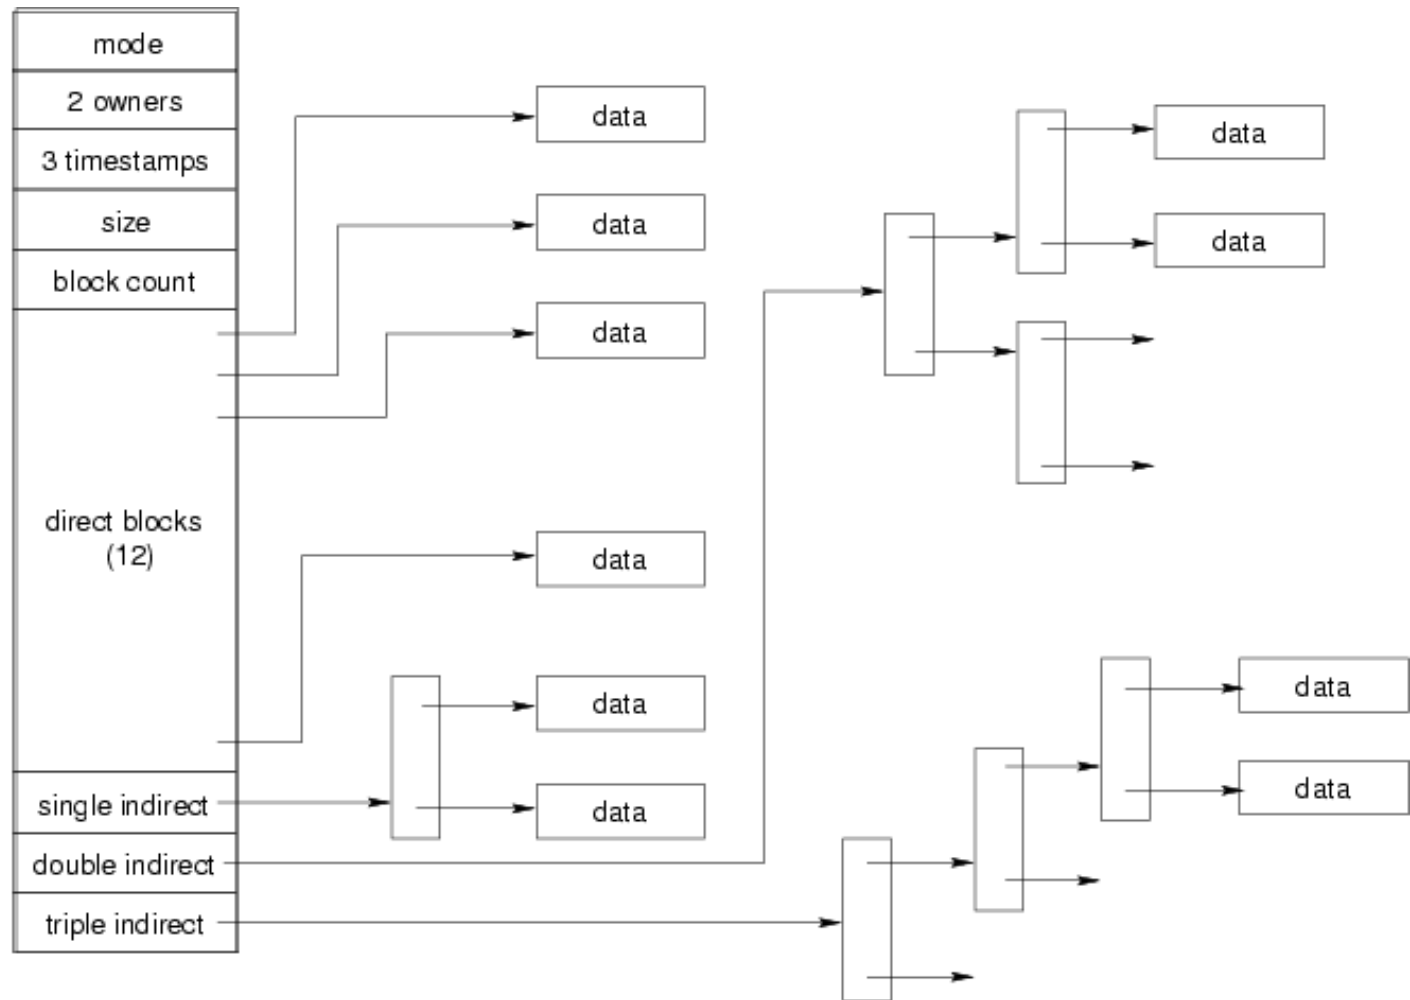 mode
2 owners
3 timestamps
size
block count
direct blocks
(12)
single indirect
double indirect
triple indirect
data
data
data
data
data
data
data
data
data
data